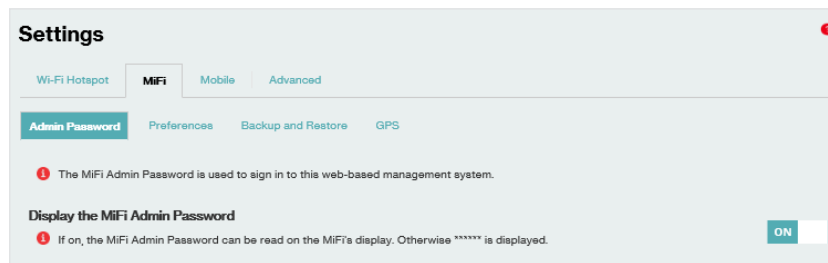 Settings
Wi-Fi Hotspot MiFi Mobile Advanced
Admin Password Preferences Backup and Restore GPS
The MiFi Admin Password is used to sign in to this web-based management system.
Display the MiFi Admin Password
If on, the MiFi Admin Password can be read on the MiFi's display. Otherwise ****** is displayed.
ON